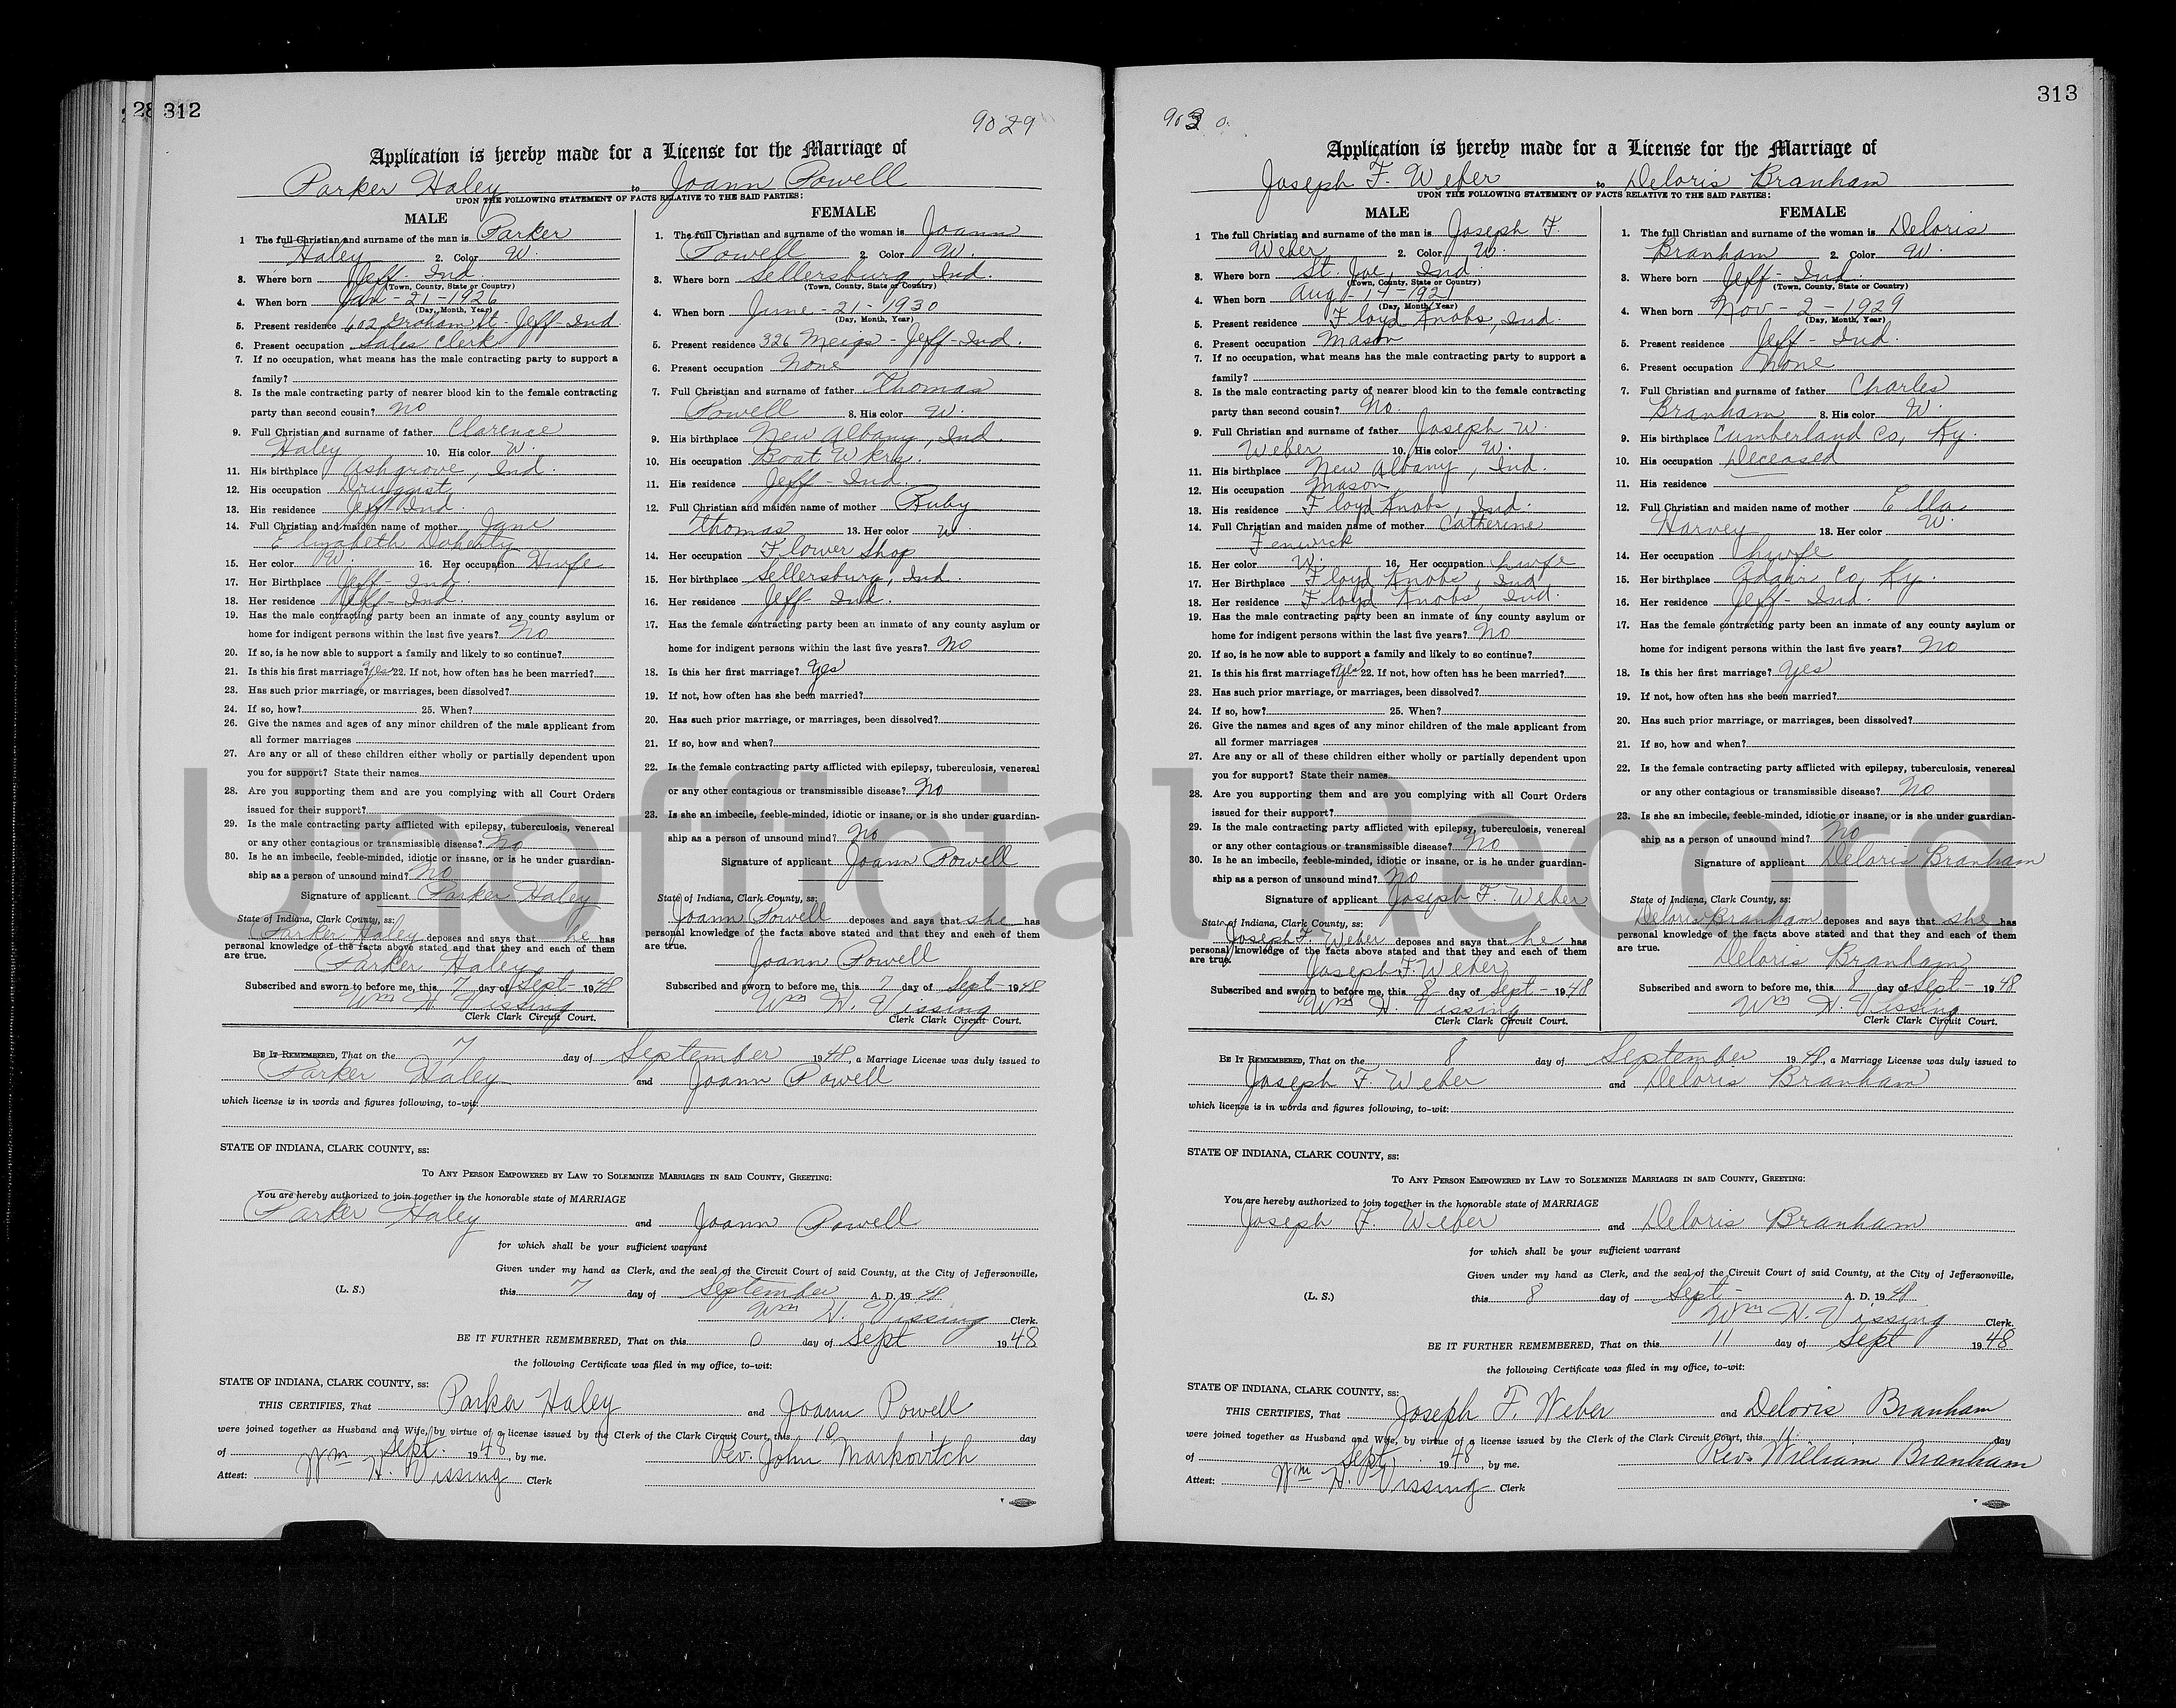 28 312
9029
Application is hereby made for a License for the Marriage of
Parker Haley to Joann Powell
UPON THE FOLLOWING STATEMENT OF FACTS RELATIVE TO THE SAID PARTIES:
MALE
1 The full Christian and surname of the man is Parker
Haley 2. Color W.
3. Where born Jeff. Ind.
(Town, County, State or Country)
4. When born Jan - 21 - 1926
(Day, Month, Year)
5. Present residence 602 Graham St - Jeff - Ind
6. Present occupation Sales Clerk
7. If no occupation, what means has the male contracting party to support a
family?
8. Is the male contracting party of nearer blood kin to the female contracting
party than second cousin? No
9. Full Christian and surname of father Clarence
Haley 10. His color W.
11. His birthplace Ashgrove, Ind.
12. His occupation Druggist
13. His residence Jeff Ind.
14. Full Christian and maiden name of mother Jane
Elizabeth Doherty
15. Her color W. 16. Her occupation Hwife
17. Her Birthplace Jeff - Ind.
18. Her residence Jeff - Ind.
19. Has the male contracting party been an inmate of any county asylum or
home for indigent persons within the last five years? No
20. If so, is he now able to support a family and likely to so continue?
21. Is this his first marriage? Yes 22. If not, how often has he been married?
23. Has such prior marriage, or marriages, been dissolved?
24. If so, how? 25. When?
26. Give the names and ages of any minor children of the male applicant from
all former marriages
27. Are any or all of these children either wholly or partially dependent upon
you for support? State their names
28. Are you supporting them and are you complying with all Court Orders
issued for their support?
29. Is the male contracting party afflicted with epilepsy, tuberculosis, venereal
or any other contagious or transmissible disease? No
30. Is he an imbecile, feeble-minded, idiotic or insane, or is he under guardian-
ship as a person of unsound mind? No
Signature of applicant Parker Haley
State of Indiana, Clark County, ss:
Parker Haley deposes and says that he has
personal knowledge of the facts above stated and that they and each of them
are true.
Parker Haley
Subscribed and sworn to before me, this 7 day of Sept - 1948
Wm H. Vissing
Clerk Clark Circuit Court.
FEMALE
1. The full Christian and surname of the woman is Joann
Powell 2. Color W.
3. Where born Sellersburg, Ind.
(Town, County, State or Country)
4. When born June - 21 - 1930
(Day, Month, Year)
5. Present residence 326 Meigs - Jeff - Ind.
6. Present occupation None
7. Full Christian and surname of father Thomas
Powell 8. His color W.
9. His birthplace New Albany, Ind.
10. His occupation Boat Wkry.
11. His residence Jeff - Ind.
12. Full Christian and maiden name of mother Ruby
Thomas 13. Her color W.
14. Her occupation Flower Shop
15. Her birthplace Sellersburg, Ind.
16. Her residence Jeff Ind.
17. Has the female contracting party been an inmate of any county asylum or
home for indigent persons within the last five years? No
18. Is this her first marriage? Yes
19. If not, how often has she been married?
20. Has such prior marriage, or marriages, been dissolved?
21. If so, how and when?
22. Is the female contracting party afflicted with epilepsy, tuberculosis, venereal
or any other contagious or transmissible disease? No
23. Is she an imbecile, feeble-minded, idiotic or insane, or is she under guardian-
ship as a person of unsound mind? No
Signature of applicant Joann Powell
State of Indiana, Clark County, ss:
Joann Powell deposes and says that she has
personal knowledge of the facts above stated and that they and each of them
are true.
Joann Powell
Subscribed and sworn to before me, this 7 day of Sept - 1948
Wm H. Vissing
Clerk Clark Circuit Court.
BE IT REMEMBERED, That on the 7 day of September 1948, a Marriage License was duly issued to
Parker Haley and Joann Powell
which license is in words and figures following, to-wit:
STATE OF INDIANA, CLARK COUNTY, ss:
TO ANY PERSON EMPOWERED BY LAW TO SOLEMNIZE MARRIAGES IN SAID COUNTY, GREETING:
You are hereby authorized to join together in the honorable state of MARRIAGE
Parker Haley and Joann Powell
for which shall be your sufficient warrant
Given under my hand as Clerk, and the seal of the Circuit Court of said County, at the City of Jeffersonville,
(L. S.) this 7 day of September A. D. 1948
Wm H. Vissing Clerk.
BE IT FURTHER REMEMBERED, That on this 0 day of Sept 1948
the following Certificate was filed in my office, to-wit:
STATE OF INDIANA, CLARK COUNTY, ss:
THIS CERTIFIES, That Parker Haley and Joann Powell
were joined together as Husband and Wife, by virtue of a license issued by the Clerk of the Clark Circuit Court, this 10 day
of Sept. 1948, by me. Rev. John Markovitch
Attest: Wm H. Vissing Clerk
313
9030.
Application is hereby made for a License for the Marriage of
Joseph F. Weber to Deloris Branham
UPON THE FOLLOWING STATEMENT OF FACTS RELATIVE TO THE SAID PARTIES:
MALE
1 The full Christian and surname of the man is Joseph F.
Weber 2. Color W.
3. Where born St. Joe, Ind.
(Town, County, State or Country)
4. When born Aug - 14 - 1921
(Day, Month, Year)
5. Present residence Floyd Knobs, Ind.
6. Present occupation Mason
7. If no occupation, what means has the male contracting party to support a
family?
8. Is the male contracting party of nearer blood kin to the female contracting
party than second cousin? No.
9. Full Christian and surname of father Joseph W.
Weber 10. His color W.
11. His birthplace New Albany, Ind.
12. His occupation Mason
13. His residence Floyd Knobs, Ind.
14. Full Christian and maiden name of mother Catherine
Fenwick
15. Her color W. 16. Her occupation hwife
17. Her Birthplace Floyd Knobs, Ind.
18. Her residence Floyd Knobs, Ind.
19. Has the male contracting party been an inmate of any county asylum or
home for indigent persons within the last five years? No
20. If so, is he now able to support a family and likely to so continue?
21. Is this his first marriage? Yes 22. If not, how often has he been married?
23. Has such prior marriage, or marriages, been dissolved?
24. If so, how? 25. When?
26. Give the names and ages of any minor children of the male applicant from
all former marriages
27. Are any or all of these children either wholly or partially dependent upon
you for support? State their names
28. Are you supporting them and are you complying with all Court Orders
issued for their support?
29. Is the male contracting party afflicted with epilepsy, tuberculosis, venereal
or any other contagious or transmissible disease? No
30. Is he an imbecile, feeble-minded, idiotic or insane, or is he under guardian-
ship as a person of unsound mind? No
Signature of applicant Joseph F. Weber
State of Indiana, Clark County, ss:
Joseph F. Weber deposes and says that he has
personal knowledge of the facts above stated and that they and each of them
are true.
Joseph F. Weber
Subscribed and sworn to before me, this 8 day of Sept - 1948
Wm H. Vissing
Clerk Clark Circuit Court.
FEMALE
1. The full Christian and surname of the woman is Deloris
Branham 2. Color W.
3. Where born Jeff - Ind.
(Town, County, State or Country)
4. When born Nov - 2 - 1929
(Day, Month, Year)
5. Present residence Jeff - Ind.
6. Present occupation None
7. Full Christian and surname of father Charles
Branham 8. His color W.
9. His birthplace Cumberland Co, Ky.
10. His occupation Deceased
11. His residence
12. Full Christian and maiden name of mother Ella
Harvey 13. Her color W.
14. Her occupation hwife
15. Her birthplace Co, Ky.
16. Her residence Jeff - Ind.
17. Has the female contracting party been an inmate of any county asylum or
home for indigent persons within the last five years? No
18. Is this her first marriage? Yes
19. If not, how often has she been married?
20. Has such prior marriage, or marriages, been dissolved?
21. If so, how and when?
22. Is the female contracting party afflicted with epilepsy, tuberculosis, venereal
or any other contagious or transmissible disease? No
23. Is she an imbecile, feeble-minded, idiotic or insane, or is she under guardian-
ship as a person of unsound mind? No
Signature of applicant Deloris Branham
State of Indiana, Clark County, ss:
Deloris Branham deposes and says that she has
personal knowledge of the facts above stated and that they and each of them
are true.
Deloris Branham
Subscribed and sworn to before me, this 8 day of Sept - 1948
Wm H. Vissing
Clerk Clark Circuit Court.
BE IT REMEMBERED, That on the 8 day of September 1948, a Marriage License was duly issued to
Joseph F. Weber and Deloris Branham
which license is in words and figures following, to-wit:
STATE OF INDIANA, CLARK COUNTY, ss:
TO ANY PERSON EMPOWERED BY LAW TO SOLEMNIZE MARRIAGES IN SAID COUNTY, GREETING:
You are hereby authorized to join together in the honorable state of MARRIAGE
Joseph F. Weber and Deloris Branham
for which shall be your sufficient warrant
Given under my hand as Clerk, and the seal of the Circuit Court of said County, at the City of Jeffersonville,
(L. S.) this 8 day of Sept - A. D. 1948
Wm H. Vissing Clerk.
BE IT FURTHER REMEMBERED, That on this 11 day of Sept 1948
the following Certificate was filed in my office, to-wit:
STATE OF INDIANA, CLARK COUNTY, ss:
THIS CERTIFIES, That Joseph F. Weber and Deloris Branham
were joined together as Husband and Wife, by virtue of a license issued by the Clerk of the Clark Circuit Court, this day
of Sept 1948, by me. Rev. William Branham
Attest: Wm H. Vissing Clerk
Unofficial Record